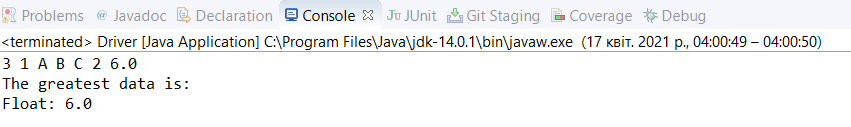 Problems Javadoc Declaration Console JUnit Git Staging Coverage Debug
<terminated> Driver [Java Application] C:\Program Files\Java\jdk-14.0.1\bin\javaw.exe (17 квіт. 2021 р., 04:00:49 – 04:00:50)
3 1 A B C 2 6.0
The greatest data is:
Float: 6.0